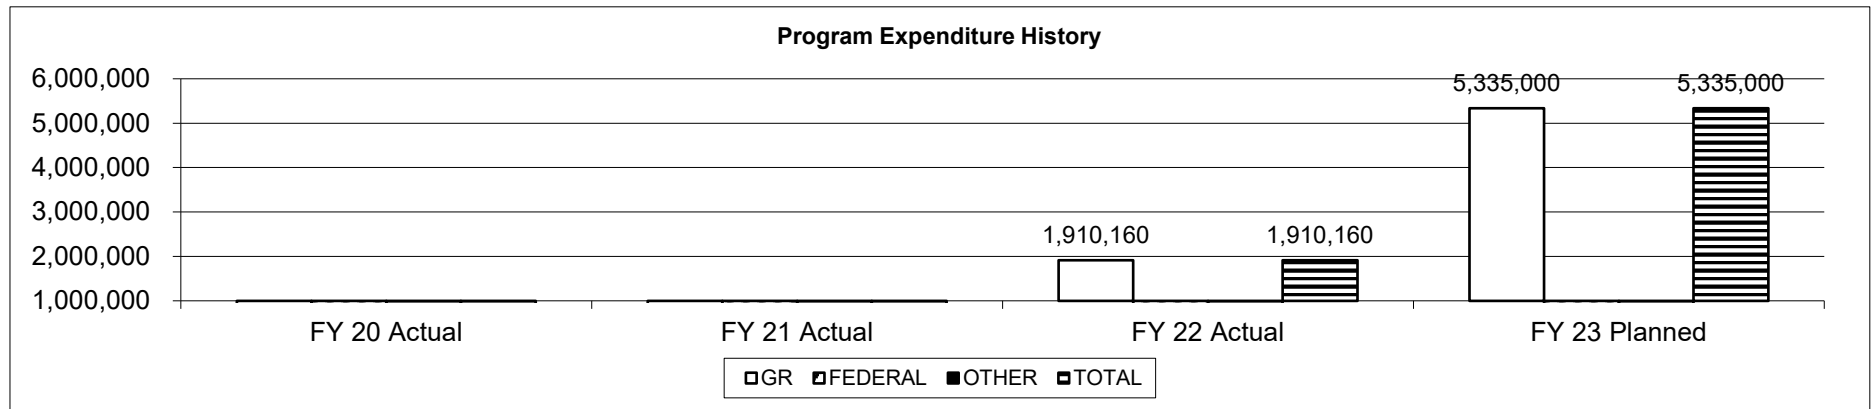 Program Expenditure History
6,000,000
5,000,000
4,000,000
3,000,000
2,000,000
1,000,000
5,335,000 5,335,000
1,910,160 1,910,160
FY 20 Actual FY 21 Actual FY 22 Actual FY 23 Planned
GR FEDERAL OTHER TOTAL